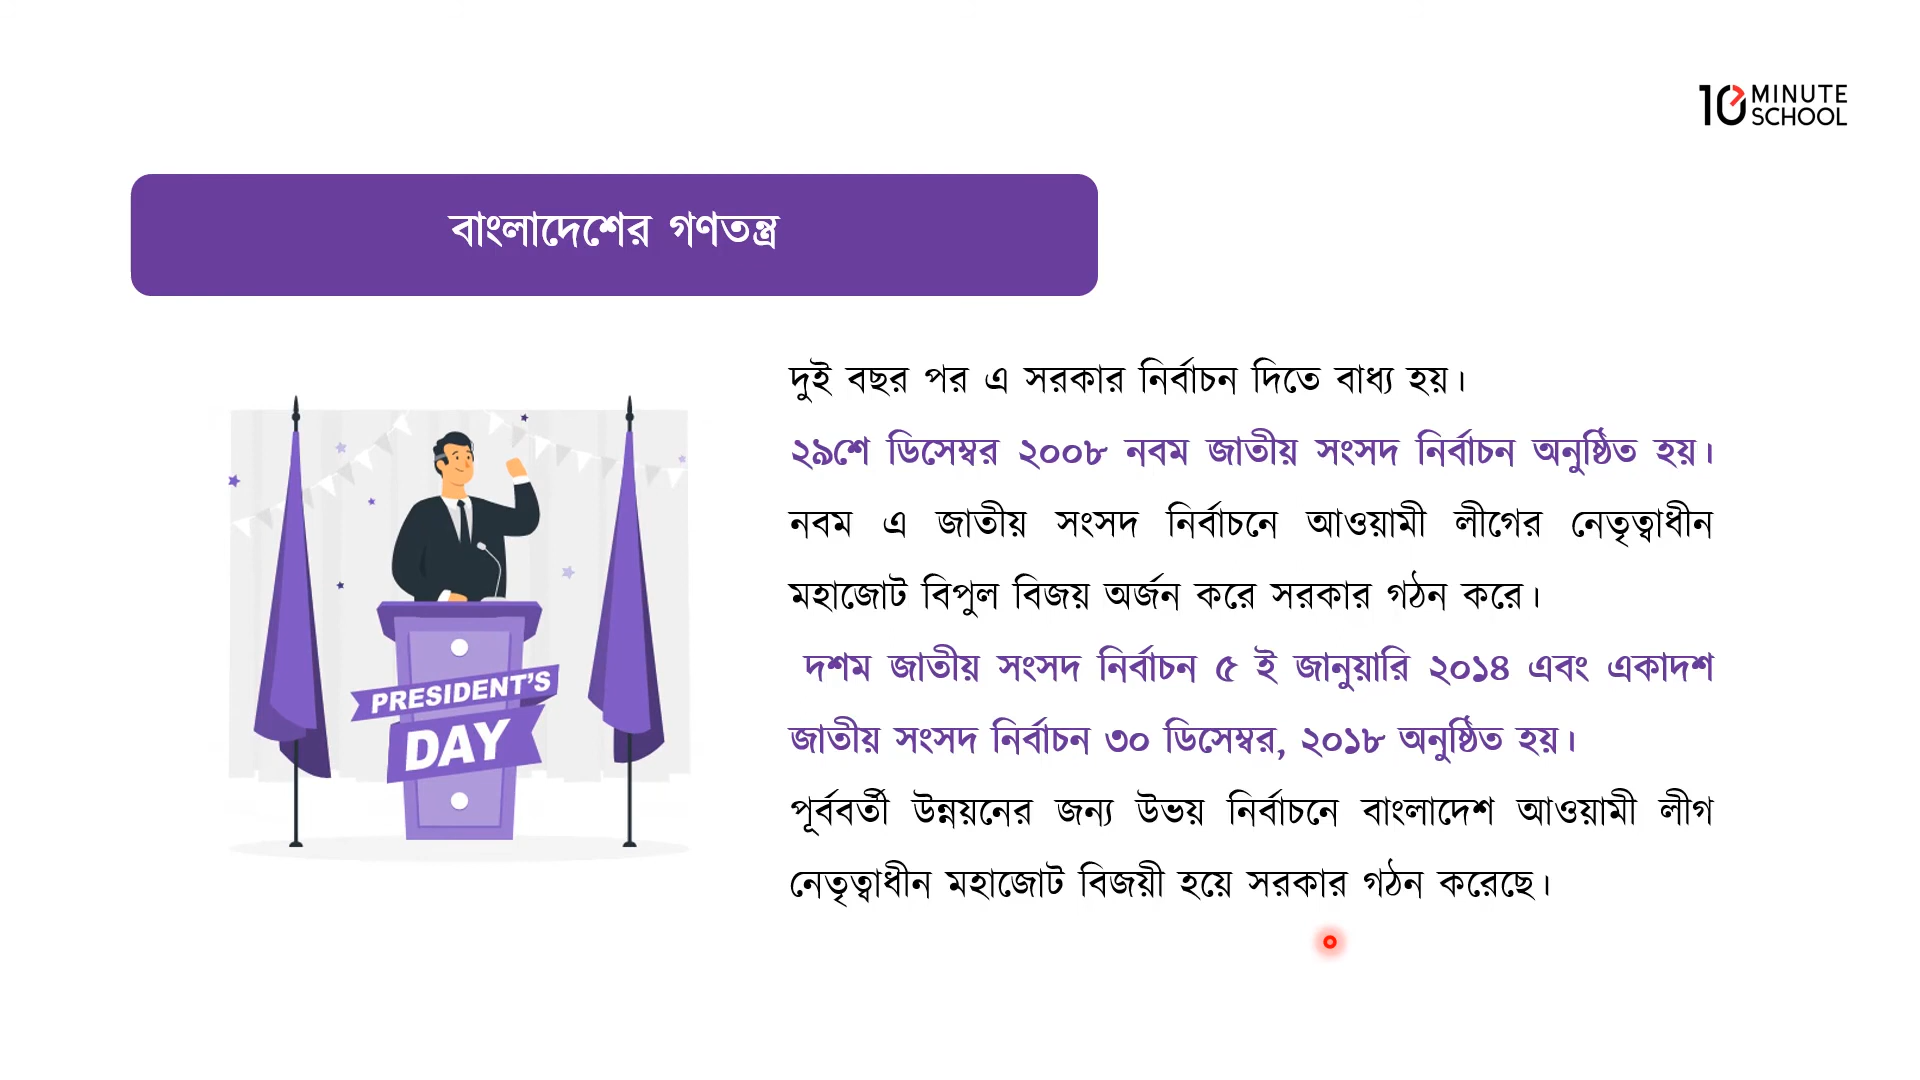 10 MINUTE
SCHOOL
বাংলাদেশের গণতন্ত্র
দুই বছর পর এ সরকার নির্বাচন দিতে বাধ্য হয়।
২৯শে ডিসেম্বর ২০০৮ নবম জাতীয় সংসদ নির্বাচন অনুষ্ঠিত হয়।
নবম এ জাতীয় সংসদ নির্বাচনে আওয়ামী লীগের নেতৃত্বাধীন
মহাজোট বিপুল বিজয় অর্জন করে সরকার গঠন করে।
দশম জাতীয় সংসদ নির্বাচন ৫ ই জানুয়ারি ২০১৪ এবং একাদশ
জাতীয় সংসদ নির্বাচন ৩০ ডিসেম্বর, ২০১৮ অনুষ্ঠিত হয়।
পূর্ববর্তী উন্নয়নের জন্য উভয় নির্বাচনে বাংলাদেশ আওয়ামী লীগ
নেতৃত্বাধীন মহাজোট বিজয়ী হয়ে সরকার গঠন করেছে।
PRESIDENT'S
DAY